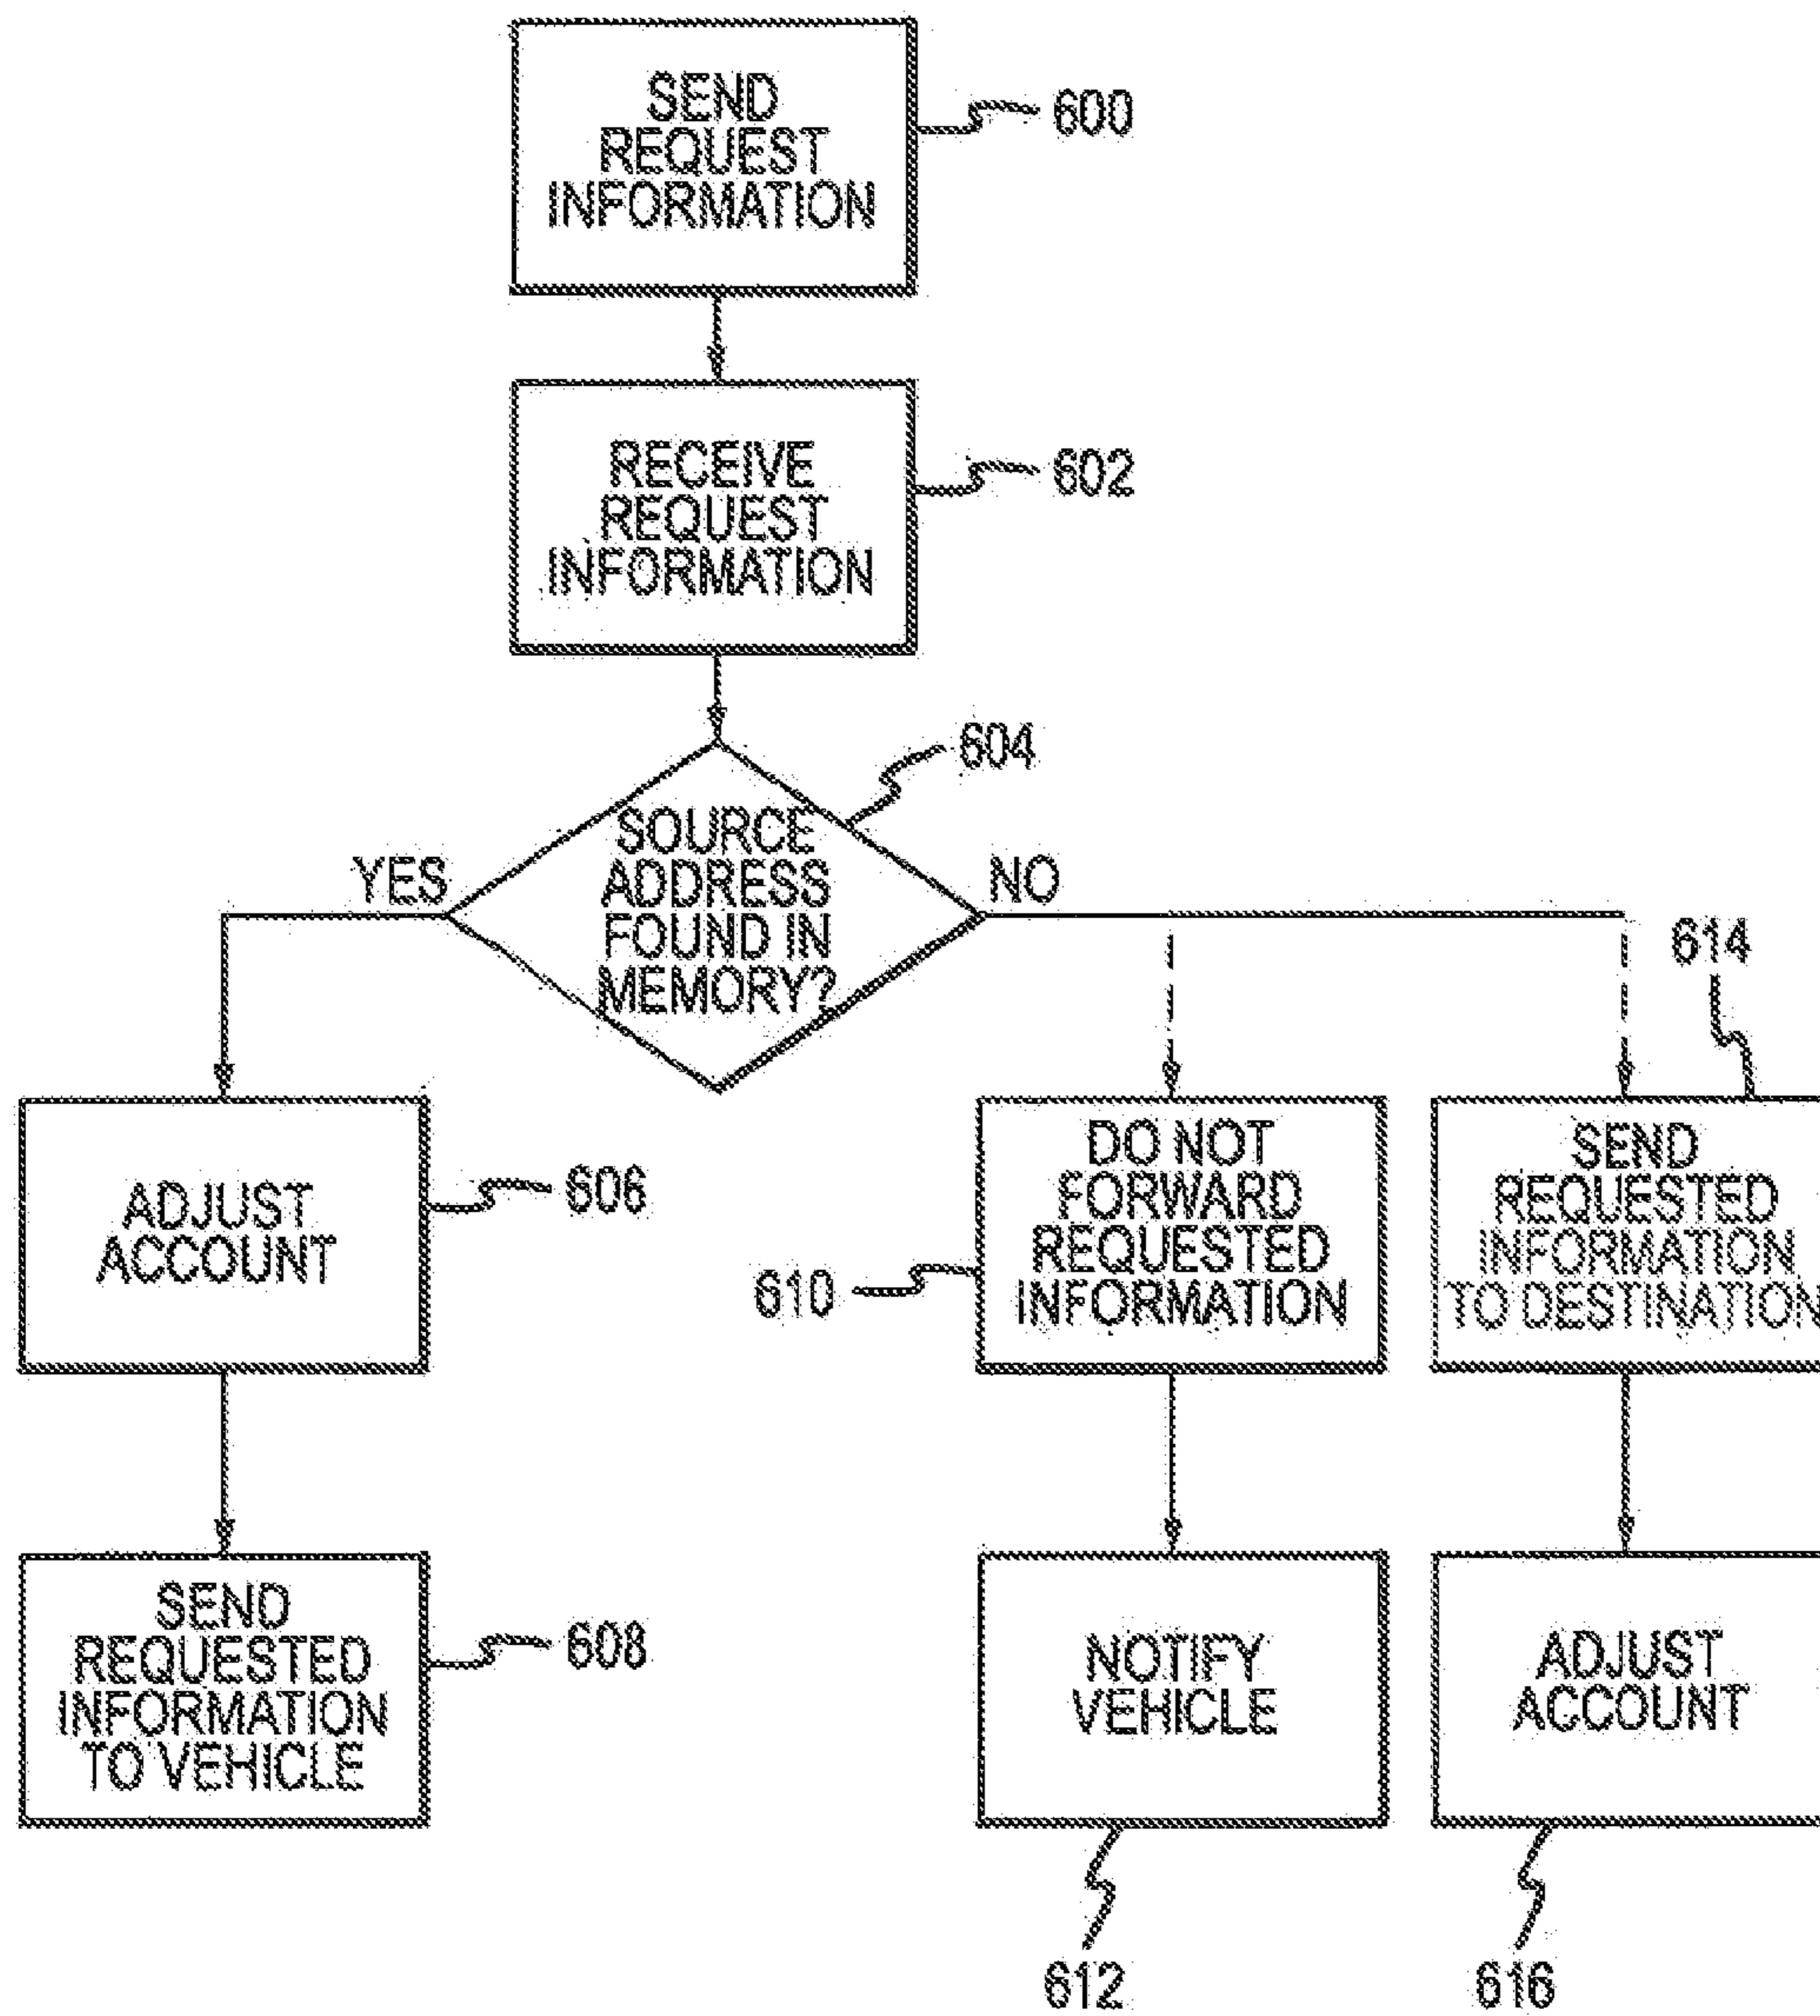 SEND
REQUEST
INFORMATION
600
RECEIVE
REQUEST
INFORMATION
602
604
SOURCE
ADDRESS
FOUND IN
MEMORY?
YES
NO
614
ADJUST
ACCOUNT
606
DO NOT
FORWARD
REQUESTED
INFORMATION
610
SEND
REQUESTED
INFORMATION
TO DESTINATION
SEND
REQUESTED
INFORMATION
TO VEHICLE
608
NOTIFY
VEHICLE
ADJUST
ACCOUNT
612
616